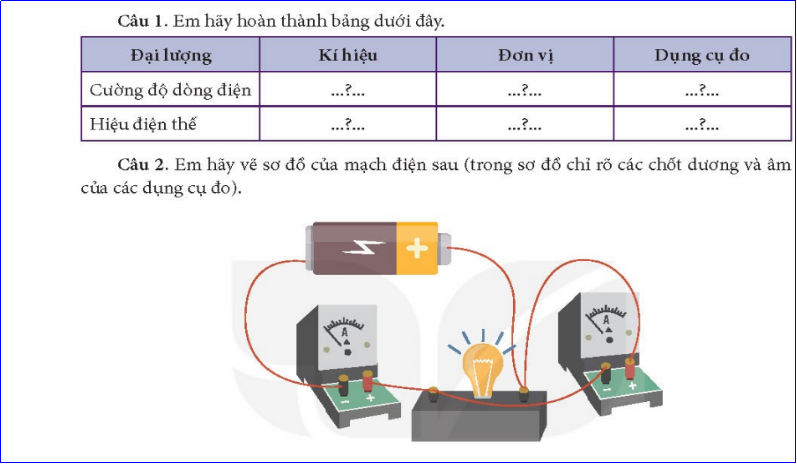 Câu 1. Em hãy hoàn thành bảng dưới đây.
Đại lượng Kí hiệu Đơn vị Dụng cụ đo
Cường độ dòng điện ...?... ...?... ...?...
Hiệu điện thế ...?... ...?... ...?...
Câu 2. Em hãy vẽ sơ đồ của mạch điện sau (trong sơ đồ chỉ rõ các chốt dương và âm
của các dụng cụ đo).
+
A
A
- +
- +